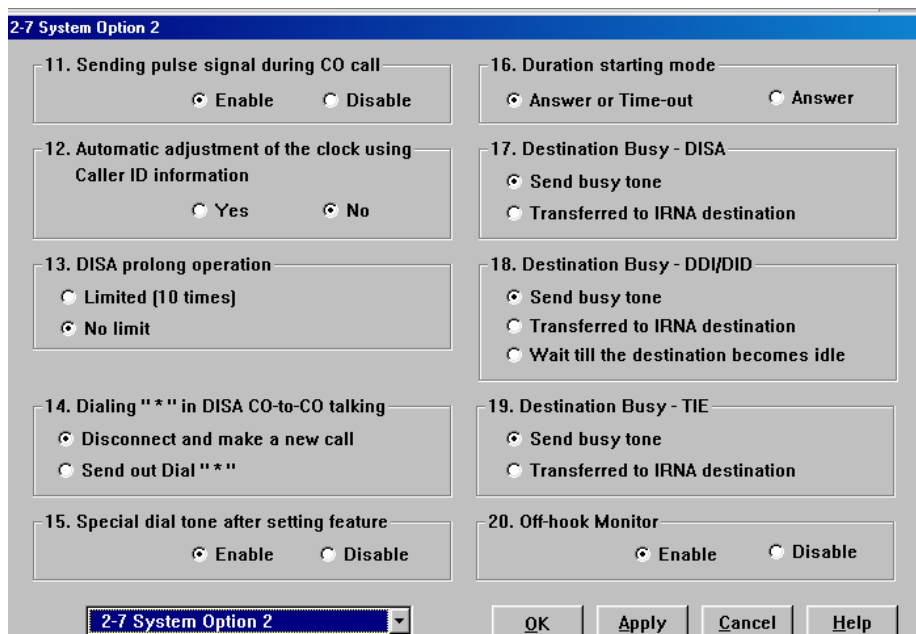 2-7 System Option 2
11. Sending pulse signal during CO call
Enable
Disable
12. Automatic adjustment of the clock using
Caller ID information
Yes
No
13. DISA prolong operation
Limited (10 times)
No limit
14. Dialing "*" in DISA CO-to-CO talking
Disconnect and make a new call
Send out Dial "*"
15. Special dial tone after setting feature
Enable
Disable
16. Duration starting mode
Answer or Time-out
Answer
17. Destination Busy - DISA
Send busy tone
Transferred to IRNA destination
18. Destination Busy - DDI/DID
Send busy tone
Transferred to IRNA destination
Wait till the destination becomes idle
19. Destination Busy - TIE
Send busy tone
Transferred to IRNA destination
20. Off-hook Monitor
Enable
Disable
2-7 System Option 2
OK
Apply
Cancel
Help